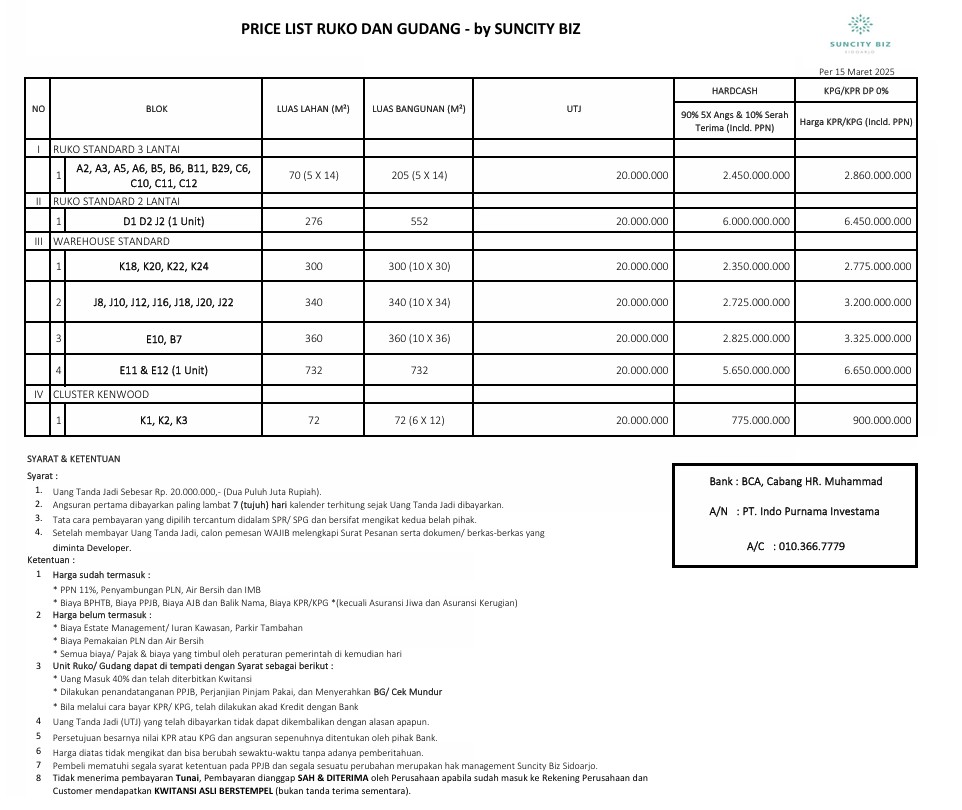 PRICE LIST RUKO DAN GUDANG - by SUNCITY BIZ
SUNCITY BIZ
SIDOARJO
Per 15 Maret 2025
NO BLOK LUAS LAHAN (M²) LUAS BANGUNAN (M²) UTJ HARDCASH KPG/KPR DP 0%
90% 5X Angs & 10% Serah Terima (Incld. PPN) Harga KPR/KPG (Incld. PPN)
I RUKO STANDARD 3 LANTAI
1 A2, A3, A5, A6, B5, B6, B11, B29, C6, C10, C11, C12 70 (5 X 14) 205 (5 X 14) 20.000.000 2.450.000.000 2.860.000.000
II RUKO STANDARD 2 LANTAI
1 D1 D2 J2 (1 Unit) 276 552 20.000.000 6.000.000.000 6.450.000.000
III WAREHOUSE STANDARD
1 K18, K20, K22, K24 300 300 (10 X 30) 20.000.000 2.350.000.000 2.775.000.000
2 J8, J10, J12, J16, J18, J20, J22 340 340 (10 X 34) 20.000.000 2.725.000.000 3.200.000.000
3 E10, B7 360 360 (10 X 36) 20.000.000 2.825.000.000 3.325.000.000
4 E11 & E12 (1 Unit) 732 732 20.000.000 5.650.000.000 6.650.000.000
IV CLUSTER KENWOOD
1 K1, K2, K3 72 72 (6 X 12) 20.000.000 775.000.000 900.000.000
SYARAT & KETENTUAN
Syarat :
1. Uang Tanda Jadi Sebesar Rp. 20.000.000,- (Dua Puluh Juta Rupiah).
2. Angsuran pertama dibayarkan paling lambat 7 (tujuh) hari kalender terhitung sejak Uang Tanda Jadi dibayarkan.
3. Tata cara pembayaran yang dipilih tercantum didalam SPR/ SPG dan bersifat mengikat kedua belah pihak.
4. Setelah membayar Uang Tanda Jadi, calon pemesan WAJIB melengkapi Surat Pesanan serta dokumen/ berkas-berkas yang
diminta Developer.
Bank : BCA, Cabang HR. Muhammad
A/N : PT. Indo Purnama Investama
A/C : 010.366.7779
Ketentuan :
1 Harga sudah termasuk :
* PPN 11%, Penyambungan PLN, Air Bersih dan IMB
* Biaya BPHTB, Biaya PPJB, Biaya AJB dan Balik Nama, Biaya KPR/KPG *(kecuali Asuransi Jiwa dan Asuransi Kerugian)
2 Harga belum termasuk :
* Biaya Estate Management/ Iuran Kawasan, Parkir Tambahan
* Biaya Pemakaian PLN dan Air Bersih
* Semua biaya/ Pajak & biaya yang timbul oleh peraturan pemerintah di kemudian hari
3 Unit Ruko/ Gudang dapat di tempati dengan Syarat sebagai berikut :
* Uang Masuk 40% dan telah diterbitkan Kwitansi
* Dilakukan penandatanganan PPJB, Perjanjian Pinjam Pakai, dan Menyerahkan BG/ Cek Mundur
* Bila melalui cara bayar KPR/ KPG, telah dilakukan akad Kredit dengan Bank
4 Uang Tanda Jadi (UTJ) yang telah dibayarkan tidak dapat dikembalikan dengan alasan apapun.
5 Persetujuan besarnya nilai KPR atau KPG dan angsuran sepenuhnya ditentukan oleh pihak Bank.
6 Harga diatas tidak mengikat dan bisa berubah sewaktu-waktu tanpa adanya pemberitahuan.
7 Pembeli mematuhi segala syarat ketentuan pada PPJB dan segala sesuatu perubahan merupakan hak management Suncity Biz Sidoarjo.
8 Tidak menerima pembayaran Tunai, Pembayaran dianggap SAH & DITERIMA oleh Perusahaan apabila sudah masuk ke Rekening Perusahaan dan
Customer mendapatkan KWITANSI ASLI BERSTEMPEL (bukan tanda terima sementara).